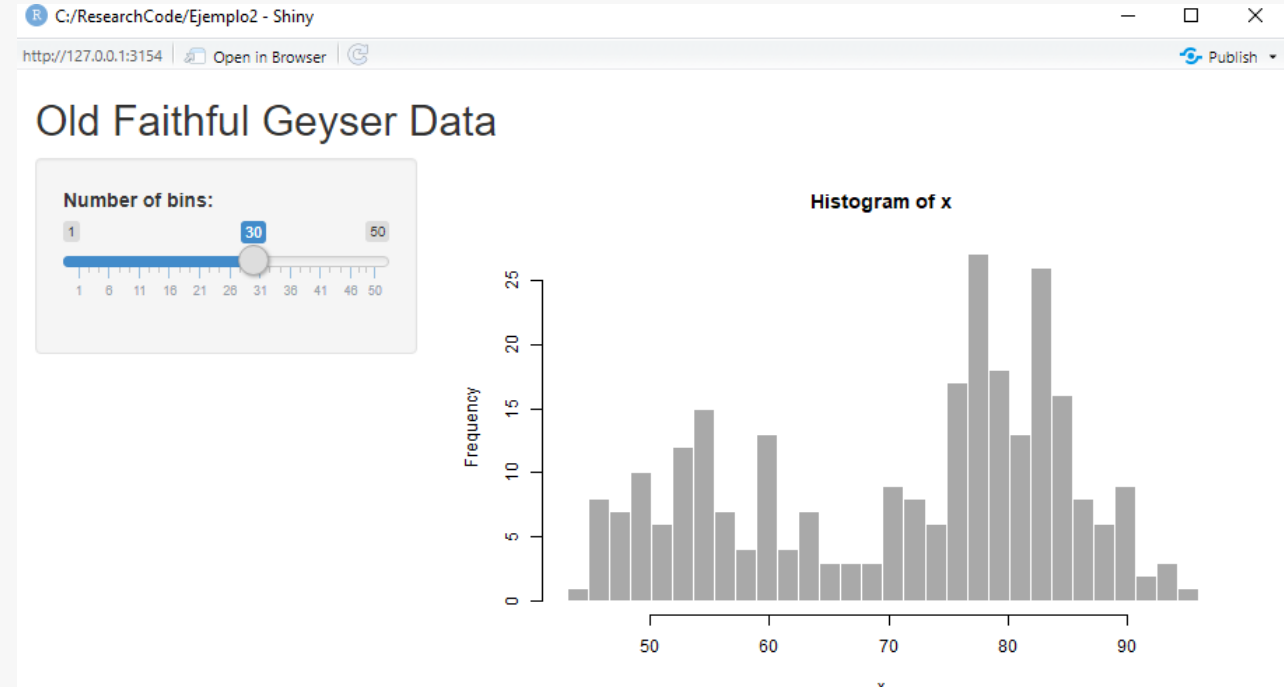 C:/ResearchCode/Ejemplo2 - Shiny
http://127.0.0.1:3154 Open in Browser Publish
Old Faithful Geyser Data
Number of bins:
1 30 50
1 6 11 16 21 26 31 36 41 46 50
Histogram of x
Frequency
25
20
15
10
5
0
50 60 70 80 90
x